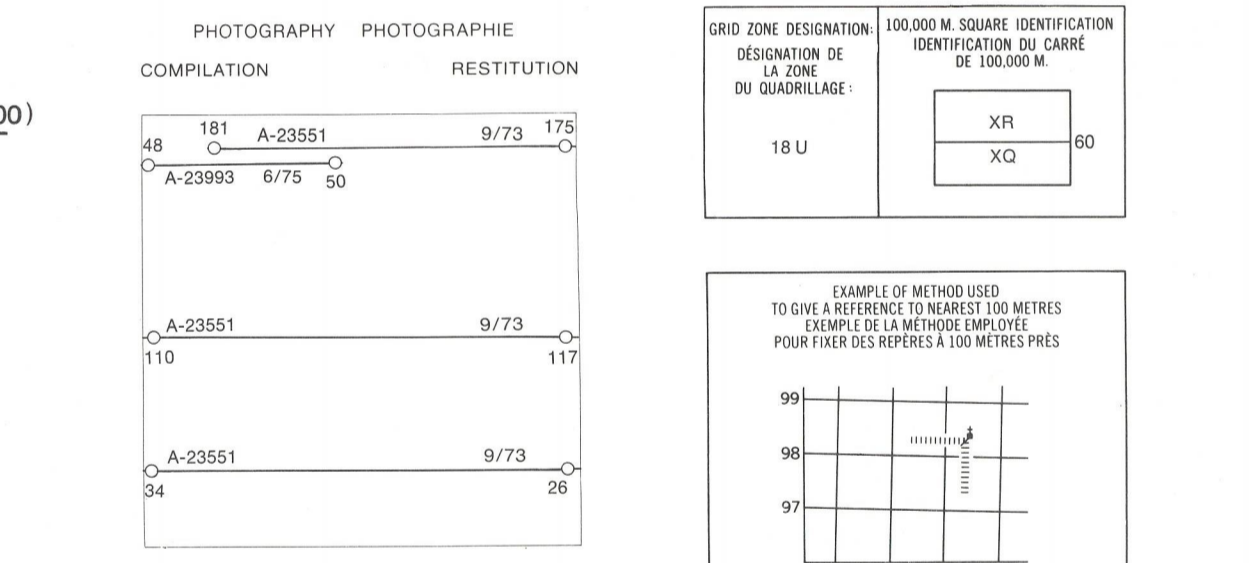 PHOTOGRAPHY PHOTOGRAPHIE
COMPILATION RESTITUTION
00)
181 A-23551 9/73 175
48
A-23993 6/75 50
A-23551 9/73
110 117
A-23551 9/73
34 26
GRID ZONE DESIGNATION:
DÉSIGNATION DE
LA ZONE
DU QUADRILLAGE :
18 U
100,000 M. SQUARE IDENTIFICATION
IDENTIFICATION DU CARRÉ
DE 100,000 M.
XR
60
XQ
EXAMPLE OF METHOD USED
TO GIVE A REFERENCE TO NEAREST 100 METRES
EXEMPLE DE LA MÉTHODE EMPLOYÉE
POUR FIXER DES REPÈRES À 100 MÈTRES PRÈS
99
98
97